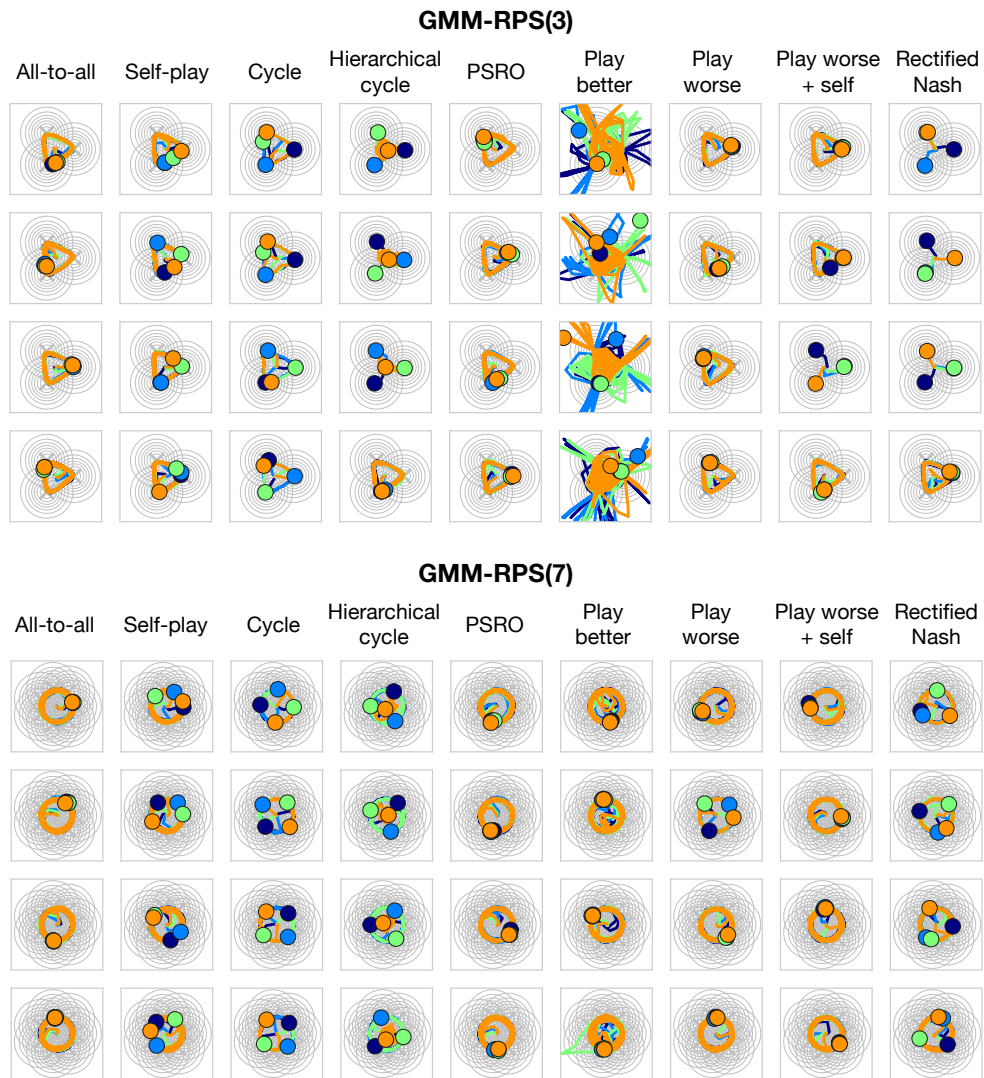 GMM-RPS(3)
All-to-all Self-play Cycle Hierarchical cycle PSRO Play better Play worse Play worse + self Rectified Nash
GMM-RPS(7)
All-to-all Self-play Cycle Hierarchical cycle PSRO Play better Play worse Play worse + self Rectified Nash